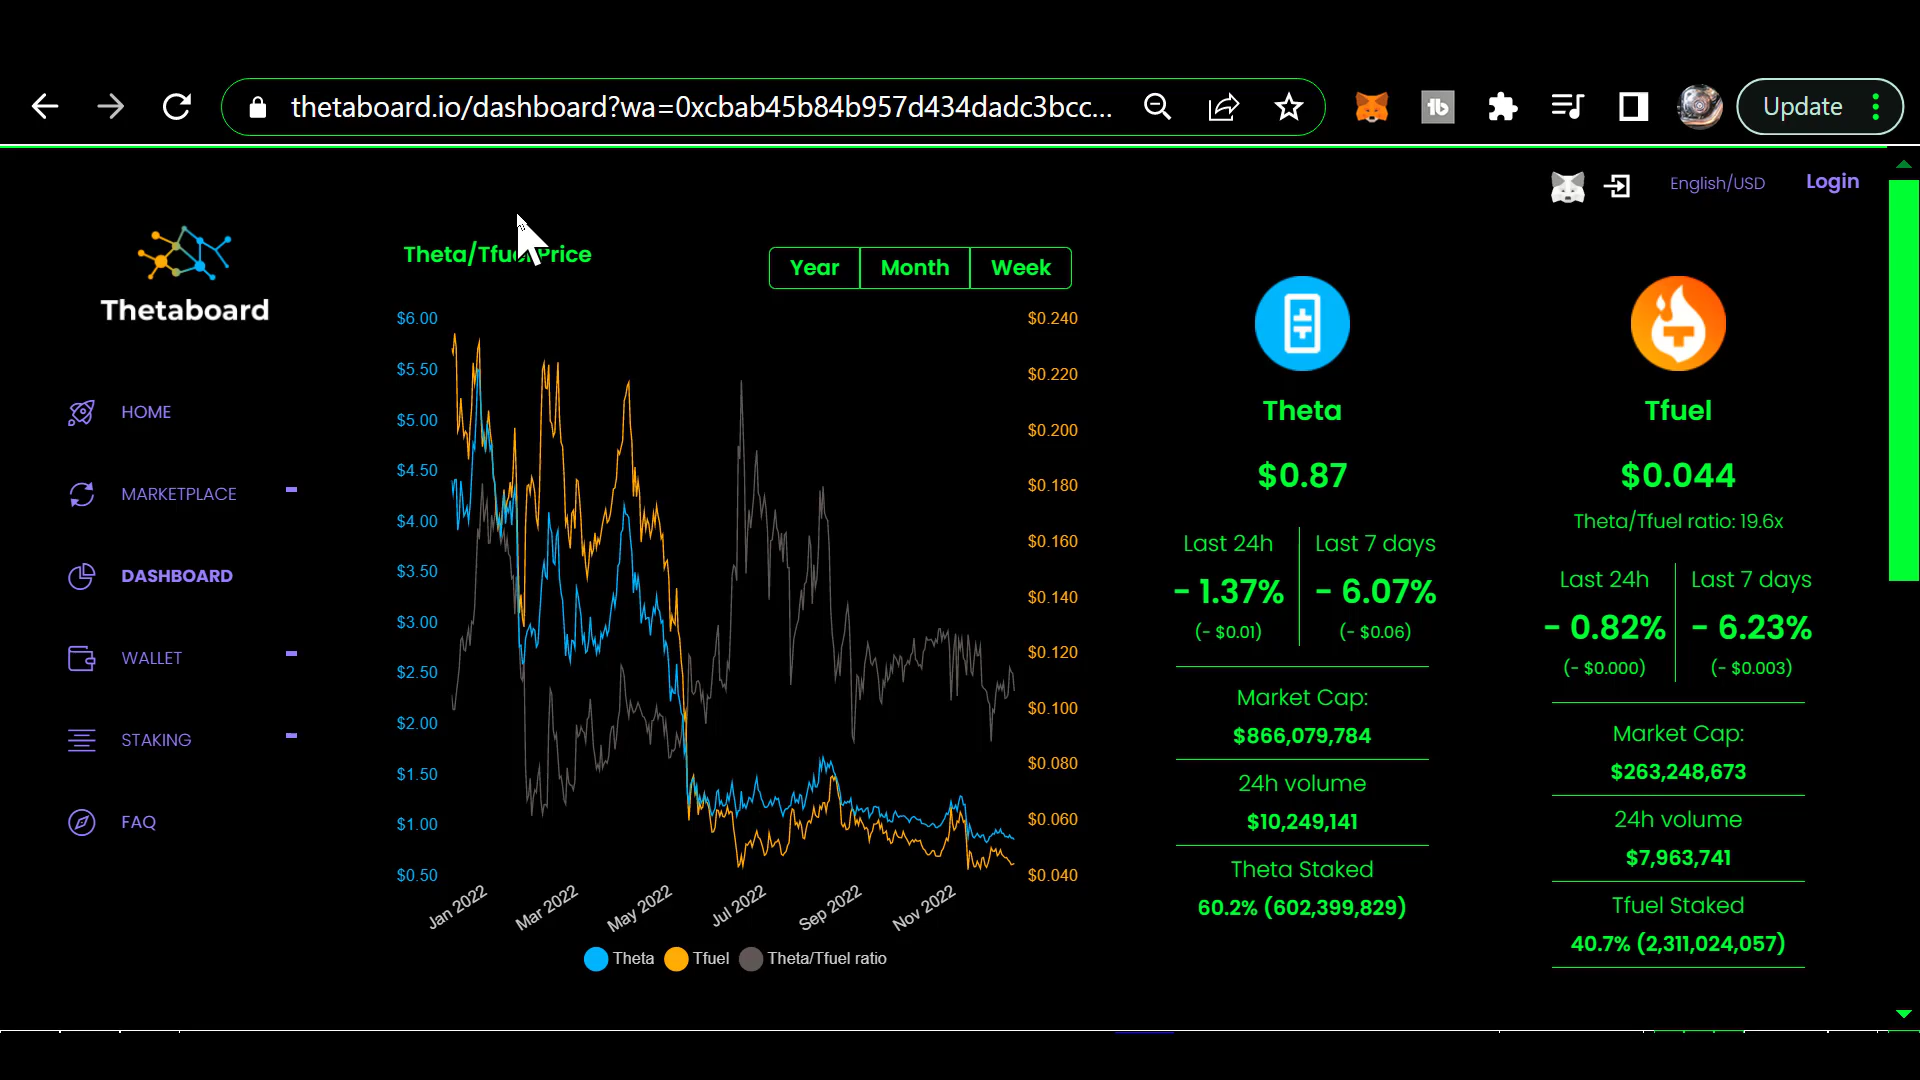 thetaboard.io/dashboard?wa=0xcbab45b84b957d434dadc3bcc...
Update
English/USD
Login
Thetaboard
HOME
MARKETPLACE
DASHBOARD
WALLET
STAKING
FAQ
Theta/Tfuel Price
Year
Month
Week
$6.00
$5.50
$5.00
$4.50
$4.00
$3.50
$3.00
$2.50
$2.00
$1.50
$1.00
$0.50
$0.240
$0.220
$0.200
$0.180
$0.160
$0.140
$0.120
$0.100
$0.080
$0.060
$0.040
Jan 2022
Mar 2022
May 2022
Jul 2022
Sep 2022
Nov 2022
Theta
Tfuel
Theta/Tfuel ratio
Theta
$0.87
Last 24h
- 1.37%
(- $0.01)
Last 7 days
- 6.07%
(- $0.06)
Market Cap:
$866,079,784
24h volume
$10,249,141
Theta Staked
60.2% (602,399,829)
Tfuel
$0.044
Theta/Tfuel ratio: 19.6x
Last 24h
- 0.82%
(- $0.000)
Last 7 days
- 6.23%
(- $0.003)
Market Cap:
$263,248,673
24h volume
$7,963,741
Tfuel Staked
40.7% (2,311,024,057)